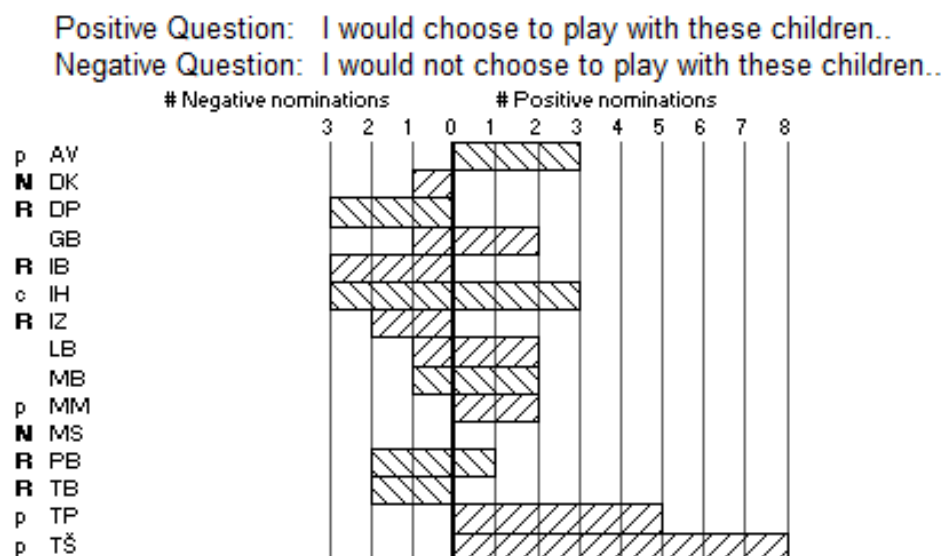 Positive Question: I would choose to play with these children..
Negative Question: I would not choose to play with these children..
# Negative nominations # Positive nominations
3 2 1 0 1 2 3 4 5 6 7 8
p AV
N DK
R DP
GB
R IB
c IH
R IZ
LB
MB
p MM
N MS
R PB
R TB
p TP
p TŠ